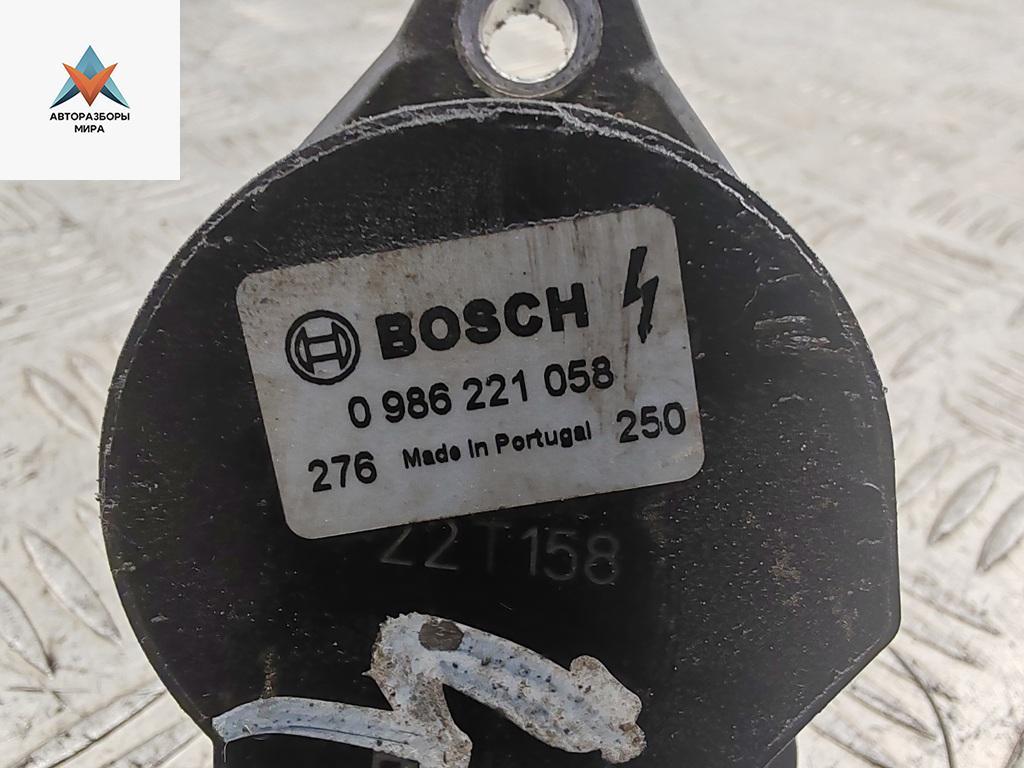 АВТОРАЗБОРЫ
МИРА
BOSCH
0 986 221 058
276 Made in Portugal 250
22T158